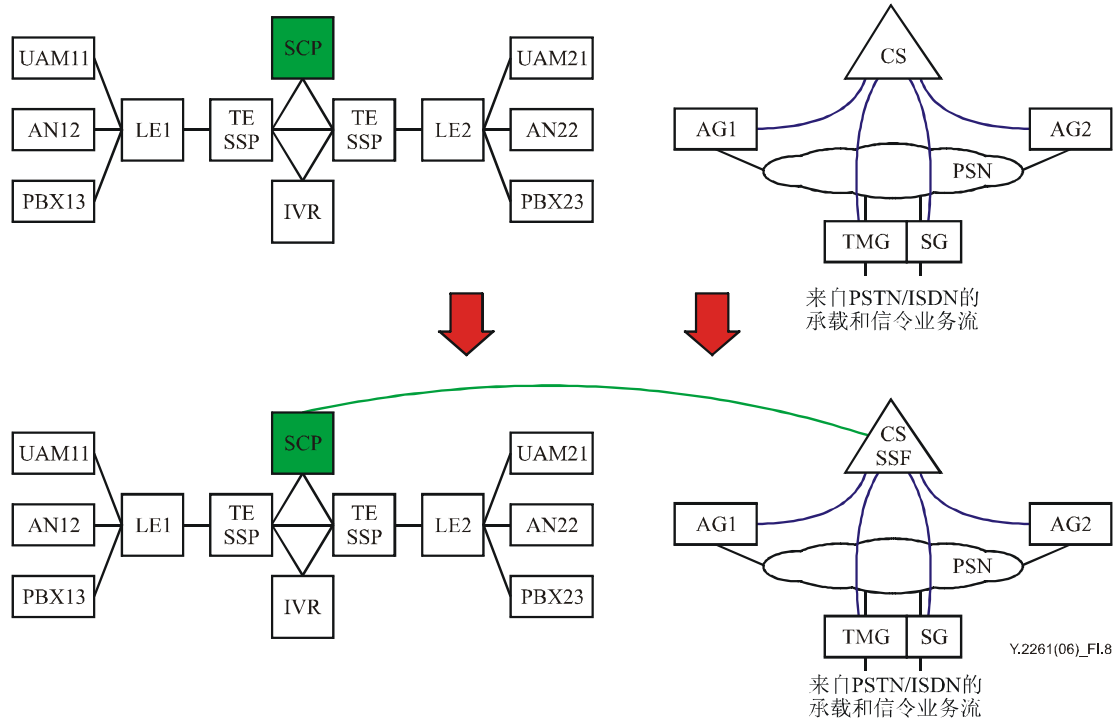 SCP
CS
UAM11
UAM21
AN12
LE1
TE
SSP
TE
SSP
LE2
AN22
AG1
AG2
PSN
PBX13
IVR
PBX23
TMG
SG
来门PSTN/ISDN的
承载和信令业务流
SCP
CS
SSF
UAM11
UAM21
AN12
LE1
TE
SSP
TE
SSP
LE2
AN22
AG1
AG2
PSN
PBX13
IVR
PBX23
TMG
SG
Y.2261(06)_FI.8
来门PSTN/ISDN的
承载和信令业务流